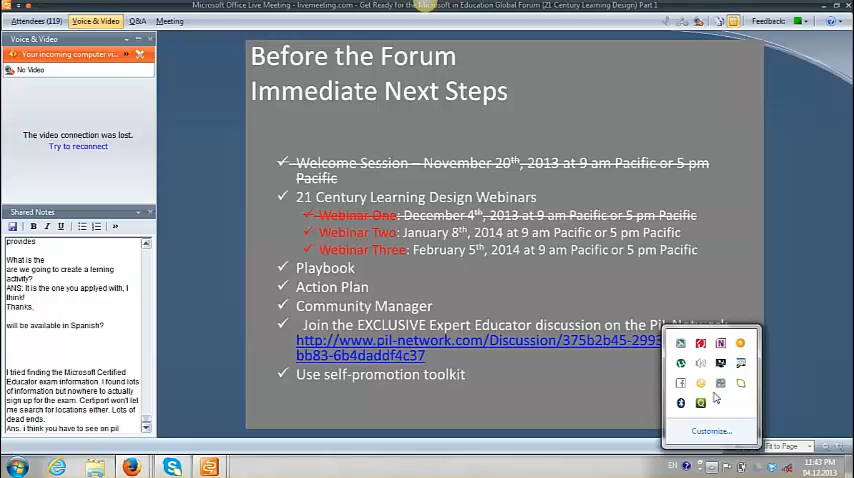 Microsoft Office Live Meeting - livemeeting.com - Get Ready for the Microsoft in Education Global Forum (21 Century Learning Design) Part 1
Attendees (119) Voice & Video Q&A Meeting
Feedback:
Voice & Video
Your incoming computer vi... »
No Video
The video connection was lost.
Try to reconnect
Shared Notes
B I U
provides
What is the
are we going to create a lerning
activity?
ANS: It is the one you applyed with, I
think!
Thanks,
will be available in Spanish?
I tried finding the Microsoft Certified
Educator exam information. I found lots
of information but nowhere to actually
sign up for the exam. Certiport won't let
me search for locations either. Lots of
dead ends.
Ans. i think you have to see on pil
Before the Forum
Immediate Next Steps
✓ Welcome Session – November 20th, 2013 at 9 am Pacific or 5 pm
Pacific
✓ 21 Century Learning Design Webinars
✓ Webinar One: December 4th, 2013 at 9 am Pacific or 5 pm Pacific
✓ Webinar Two: January 8th, 2014 at 9 am Pacific or 5 pm Pacific
✓ Webinar Three: February 5th, 2014 at 9 am Pacific or 5 pm Pacific
✓ Playbook
✓ Action Plan
✓ Community Manager
✓ Join the EXCLUSIVE Expert Educator discussion on the Pil-Network
http://www.pil-network.com/Discussion/375b2b45-2993
bb83-6b4daddf4c37
✓ Use self-promotion toolkit
Customize...
Fit to Page
EN
11:43 PM
04.12.2013